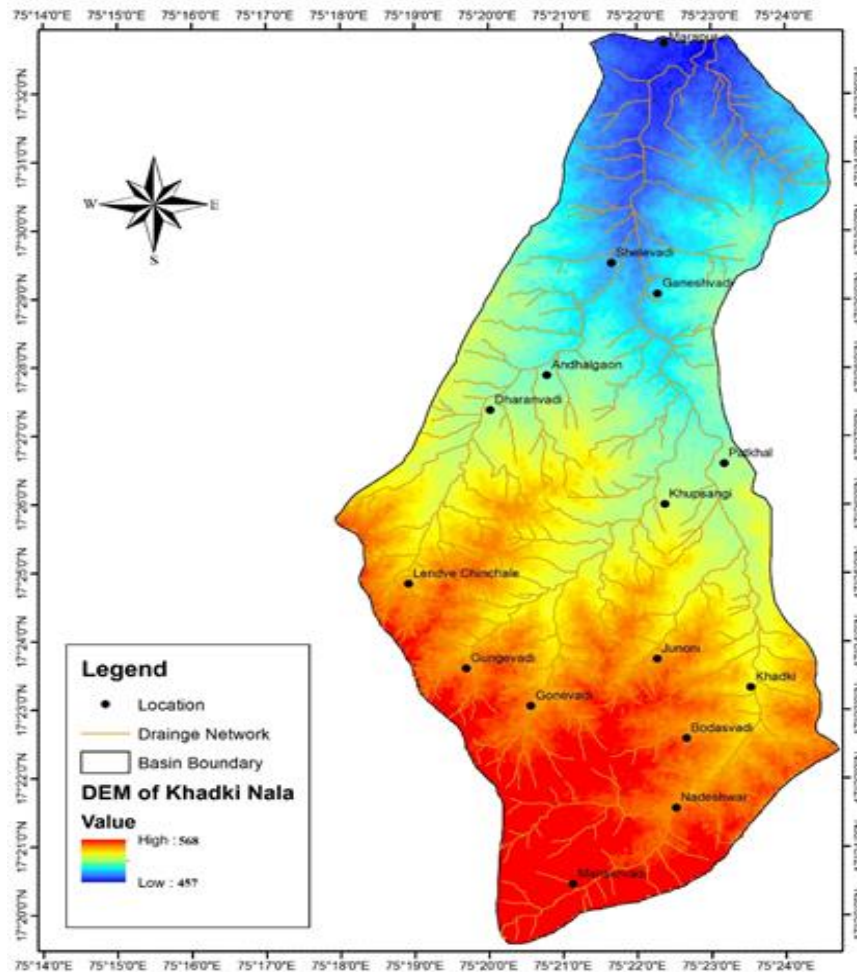 75°14'0"E 75°15'0"E 75°16'0"E 75°17'0"E 75°18'0"E 75°19'0"E 75°20'0"E 75°21'0"E 75°22'0"E 75°23'0"E 75°24'0"E
Marapur
17°32'0"N
17°31'0"N
N
W E
S
17°30'0"N
Shelevadi
Ganeshvadi
17°29'0"N
17°28'0"N
Andhalgaon
Dharanvadi
17°27'0"N
Patkhal
Khupsangi
17°26'0"N
17°25'0"N
Lendve Chinchale
17°24'0"N
Gungevadi
Junoni
Khadki
Gonevadi
17°23'0"N
Bodasvadi
17°22'0"N
Nadeshwar
17°21'0"N
17°20'0"N
Legend
Location
Drainge Network
Basin Boundary
DEM of Khadki Nala
Value
High : 568
Low : 457
75°14'0"E 75°15'0"E 75°16'0"E 75°17'0"E 75°18'0"E 75°19'0"E 75°20'0"E 75°21'0"E 75°22'0"E 75°23'0"E 75°24'0"E